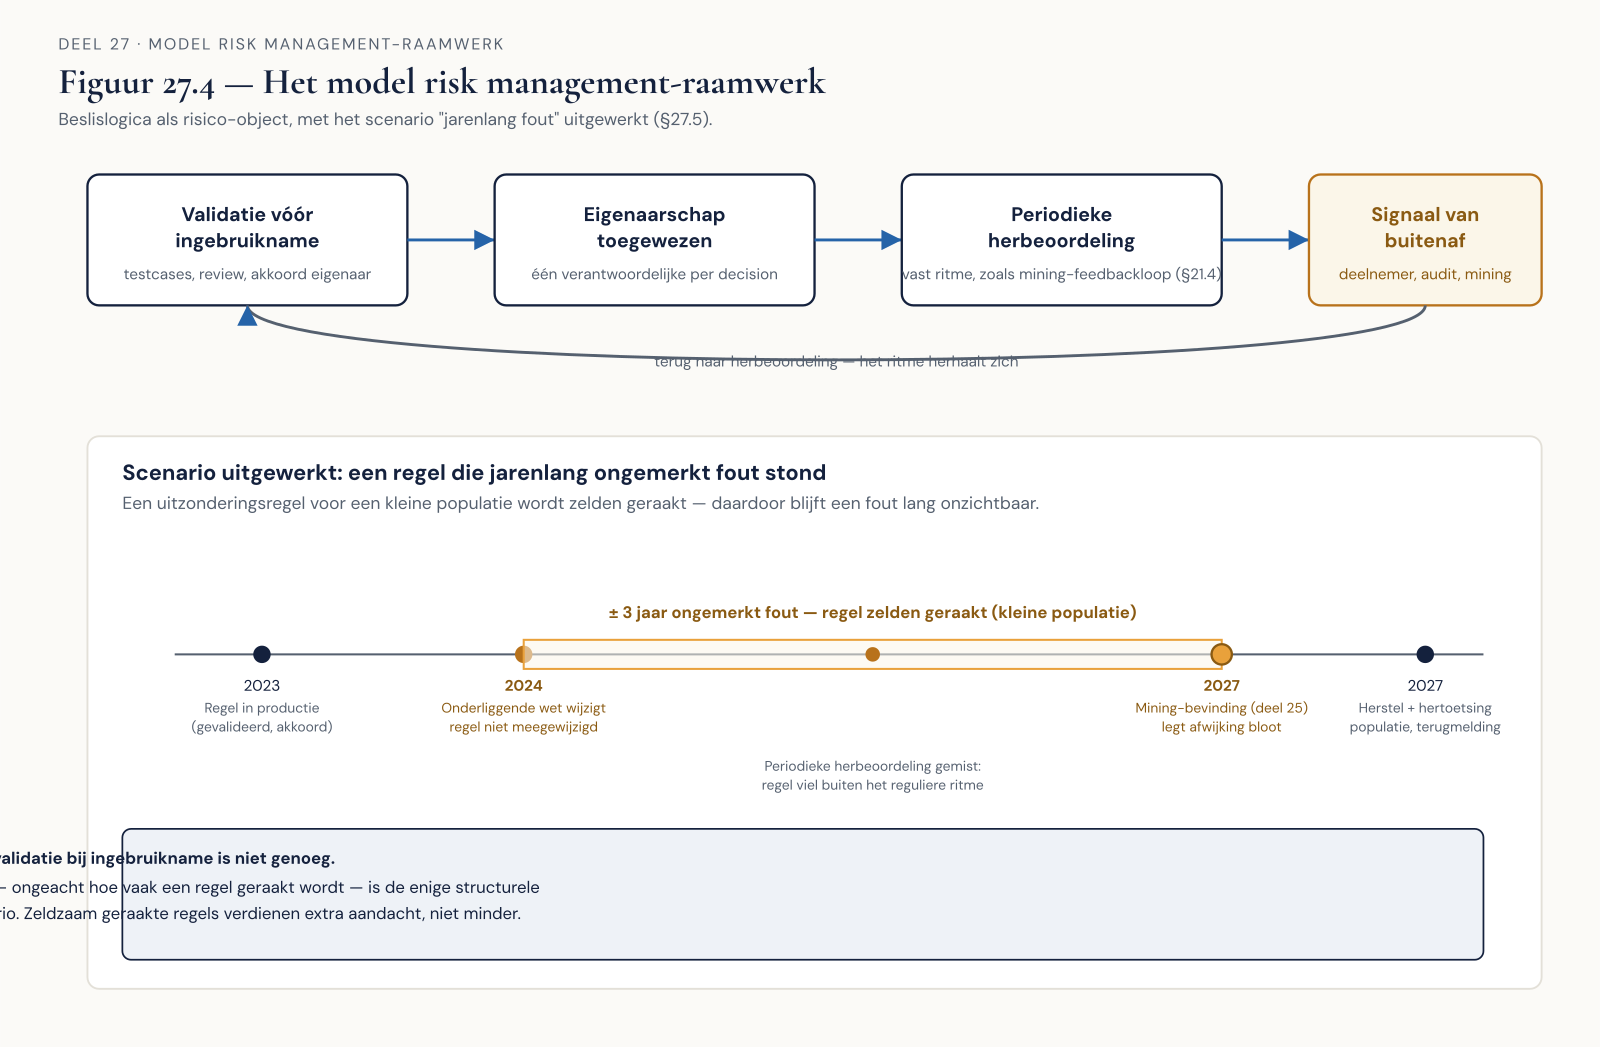 DEEL 27 · MODEL RISK MANAGEMENT-RAAMWERK
Figuur 27.4 — Het model risk management-raamwerk
Beslislogica als risico-object, met het scenario "jarenlang fout" uitgewerkt (§27.5).
Validatie vóór
ingebruikname
testcases, review, akkoord eigenaar
Eigenaarschap
toegewezen
één verantwoordelijke per decision
Periodieke
herbeoordeling
vast ritme, zoals mining-feedbackloop (§21.4)
Signaal van
buitenaf
deelnemer, audit, mining
terug naar herbeoordeling — het ritme herhaalt zich
Scenario uitgewerkt: een regel die jarenlang ongemerkt fout stond
Een uitzonderingsregel voor een kleine populatie wordt zelden geraakt — daardoor blijft een fout lang onzichtbaar.
± 3 jaar ongemerkt fout — regel zelden geraakt (kleine populatie)
2023
Regel in productie
(gevalideerd, akkoord)
2024
Onderliggende wet wijzigt
regel niet meegewijzigd
Periodieke herbeoordeling gemist:
regel viel buiten het reguliere ritme
2027
Mining-bevinding (deel 25)
legt afwijking bloot
2027
Herstel + hertoetsing
populatie, terugmelding
validatie bij ingebruikname is niet genoeg.
– ongeacht hoe vaak een regel geraakt wordt — is de enige structurele
rio. Zeldzaam geraakte regels verdienen extra aandacht, niet minder.